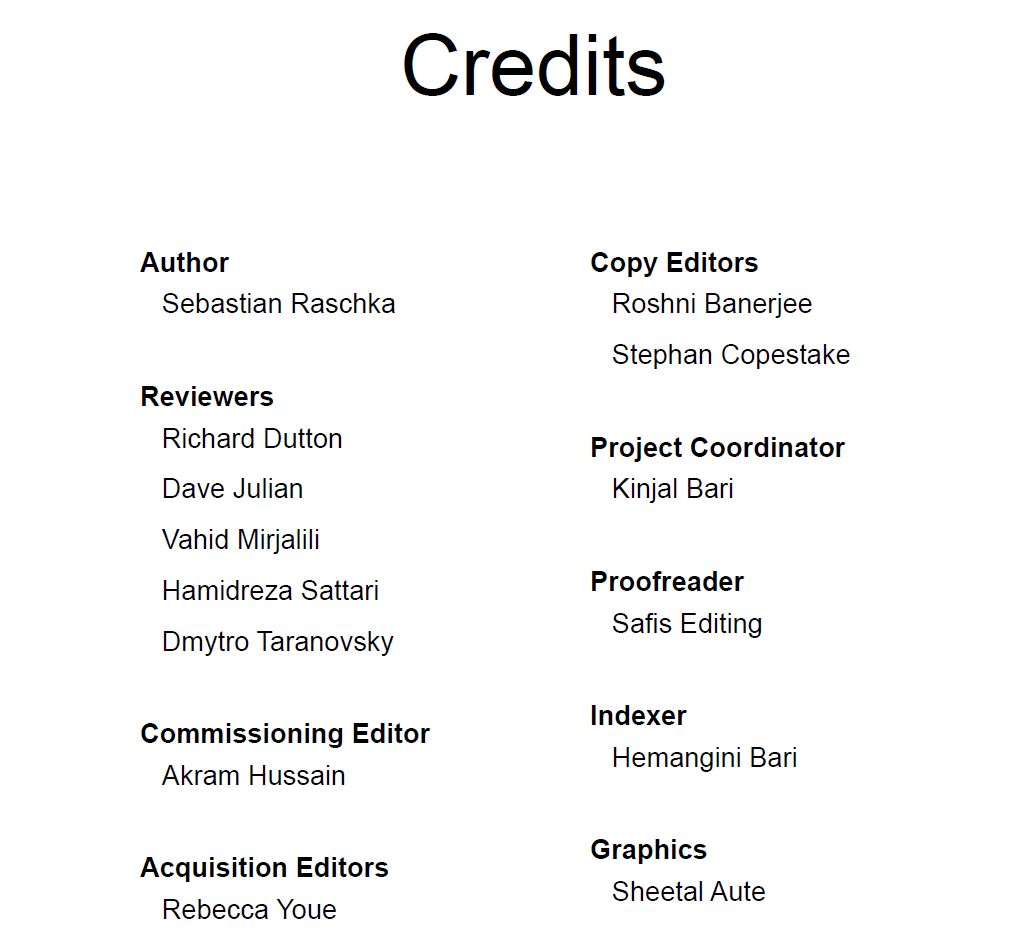 Credits
Author
Sebastian Raschka
Reviewers
Richard Dutton
Dave Julian
Vahid Mirjalili
Hamidreza Sattari
Dmytro Taranovsky
Commissioning Editor
Akram Hussain
Acquisition Editors
Rebecca Youe
Copy Editors
Roshni Banerjee
Stephan Copestake
Project Coordinator
Kinjal Bari
Proofreader
Safis Editing
Indexer
Hemangini Bari
Graphics
Sheetal Aute